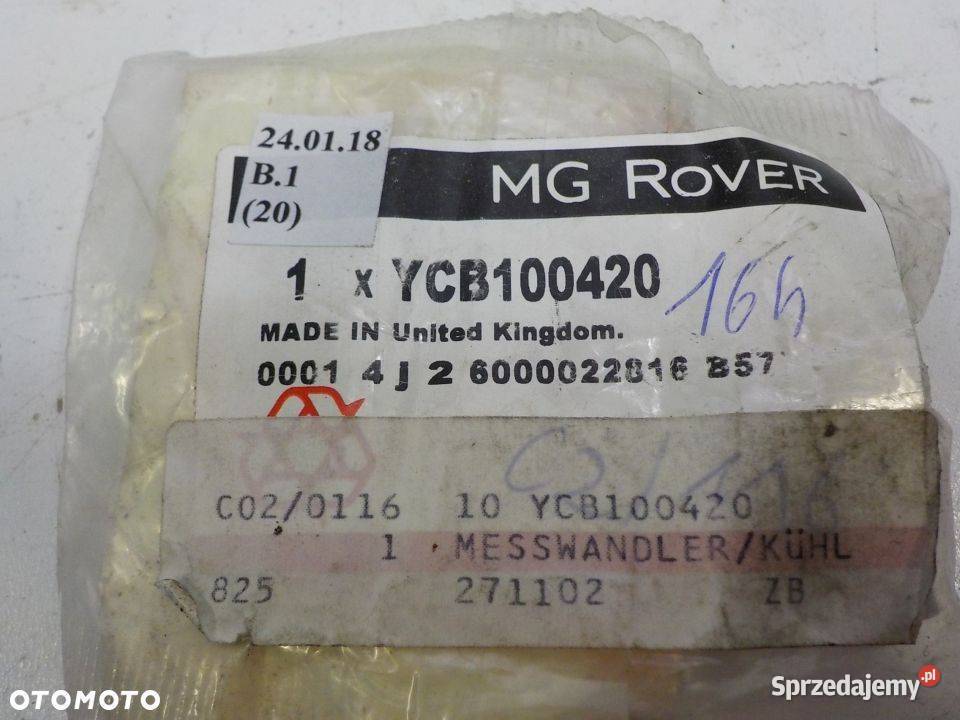 24.01.18
B.1
(20)
MG ROVER
1 x YCB100420
164
MADE IN United Kingdom.
0001 4 J 2 6000022816 B57
C02/0116 10 YCB100420
1 MESSWANDLER/KüHL
825 271102 ZB
OTOMOTO
Sprzedajemy.pl